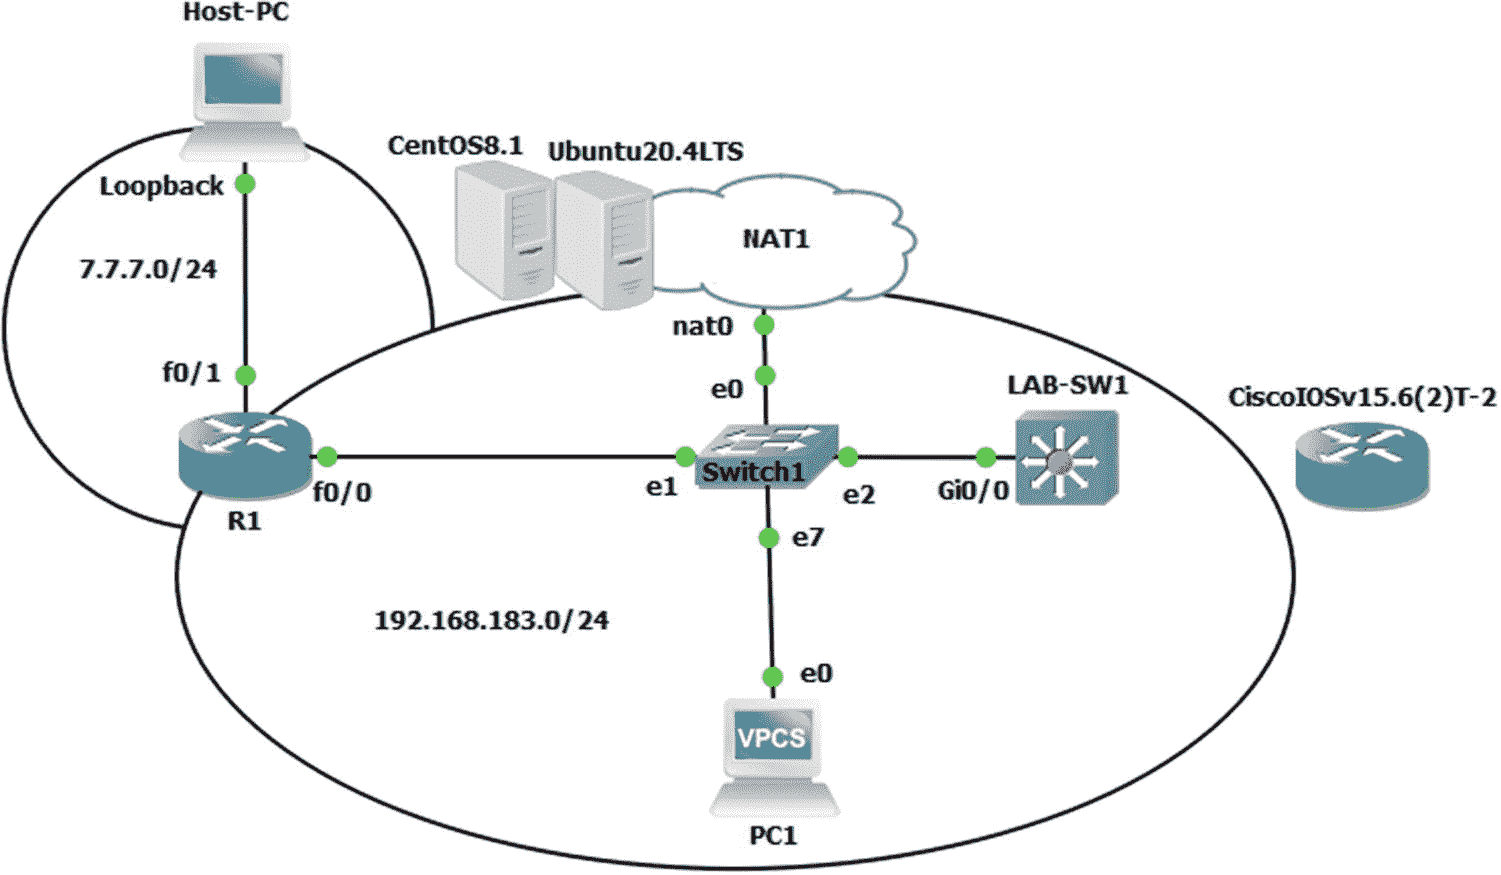 Host-PC
CentOS8.1
Ubuntu20.4LTS
Loopback
NAT1
7.7.7.0/24
nat0
f0/1
e0
LAB-SW1
CiscoIOSv15.6(2)T-2
Switch1
f0/0
e1
e2
Gi0/0
R1
e7
192.168.183.0/24
e0
VPCS
PC1